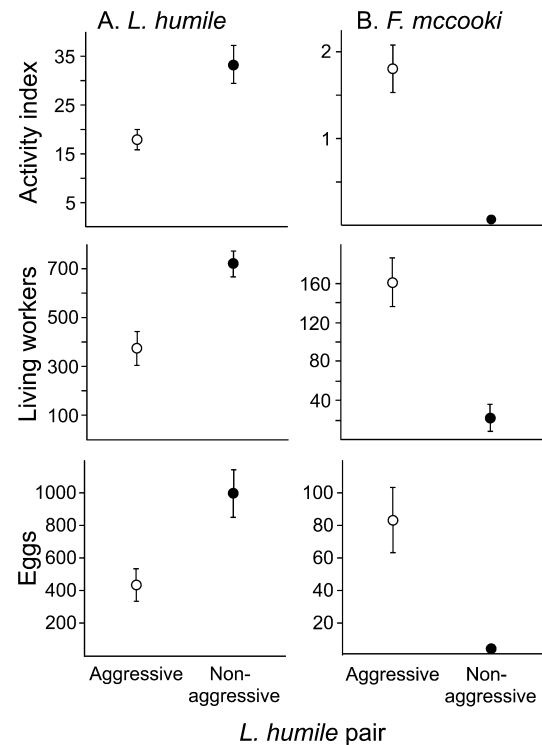 A. L. humile
B. F. mccooki
Activity index
35
25
15
5
2
1
Living workers
700
500
300
100
160
120
80
40
Eggs
1000
800
600
400
200
100
80
60
40
20
Aggressive
Non-
aggressive
Aggressive
Non-
aggressive
L. humile pair